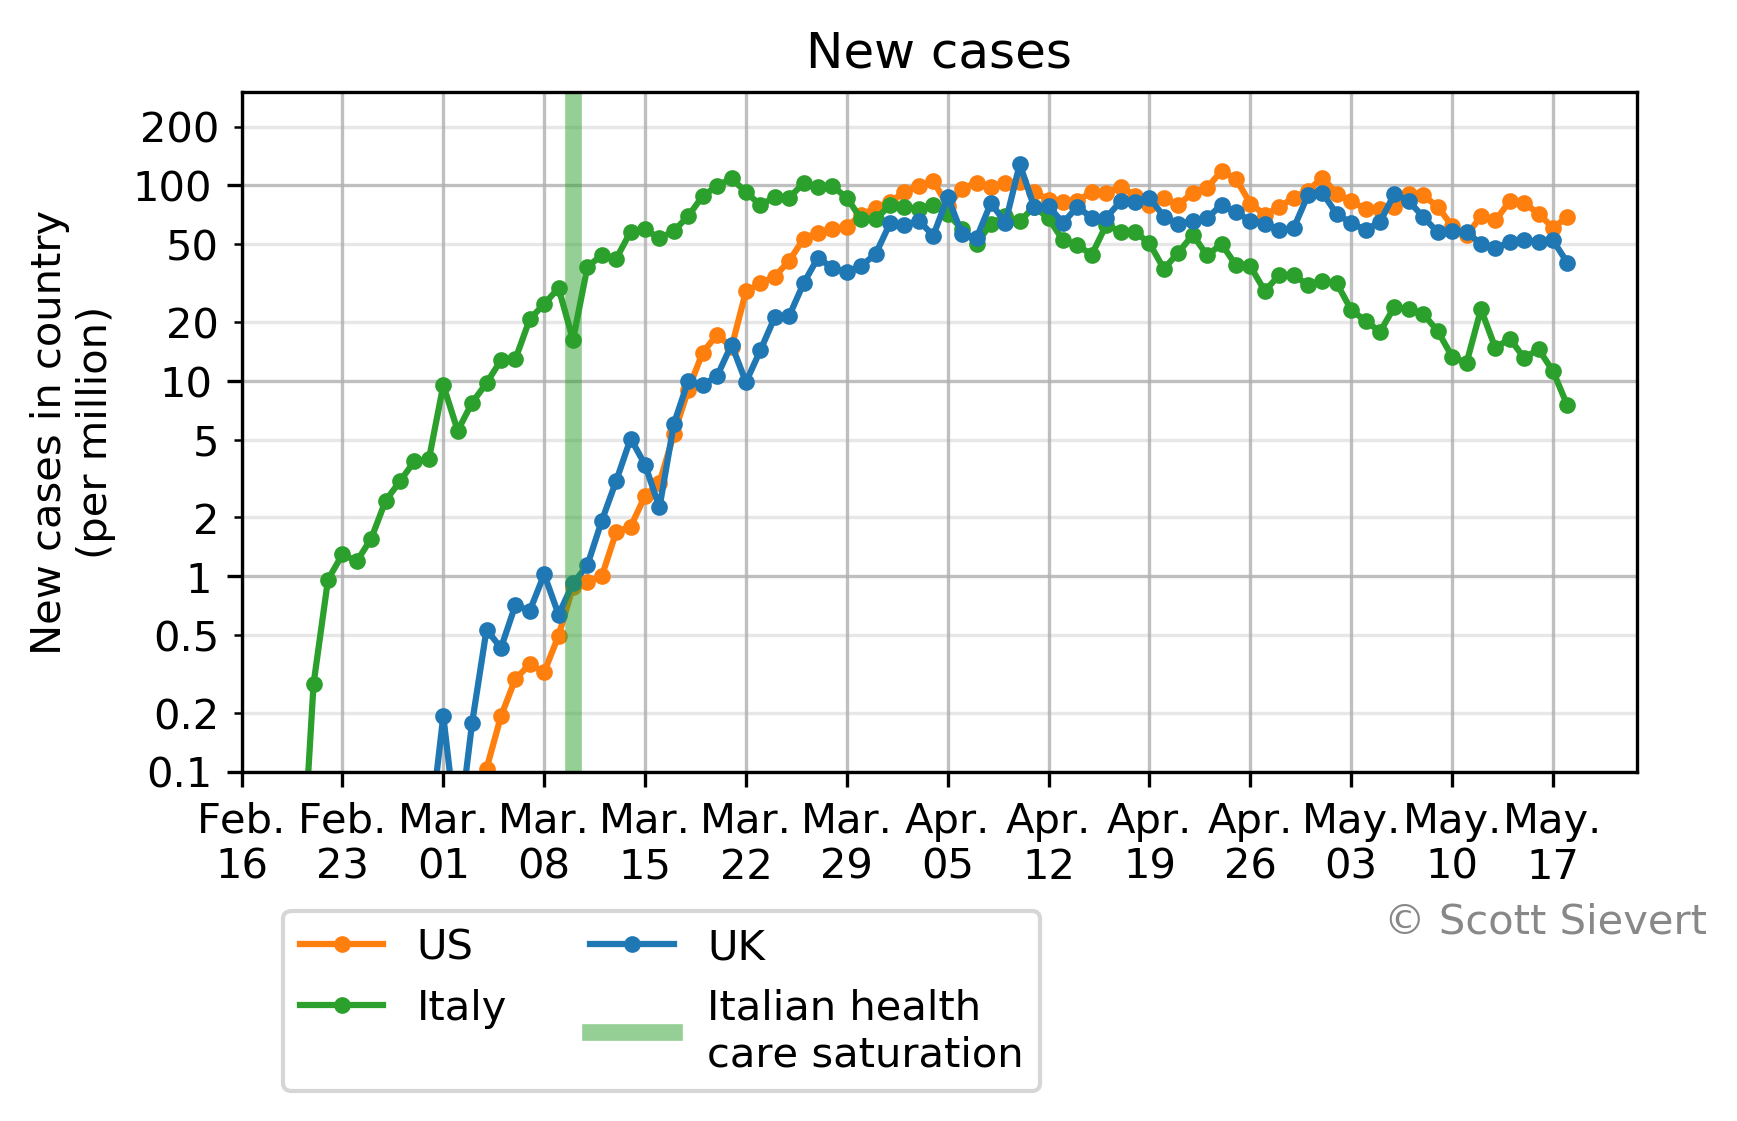 New cases
New cases in country
(per million)
200
100
50
20
10
5
2
1
0.5
0.2
0.1
Feb. Feb. Mar. Mar. Mar. Mar. Mar. Apr. Apr. Apr. Apr. May. May. May.
16 23 01 08 15 22 29 05 12 19 26 03 10 17
© Scott Sievert
US
Italy
UK
Italian health
care saturation